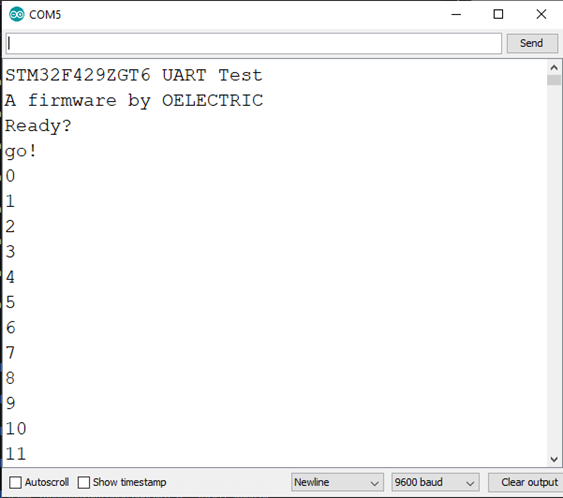 COM5
Send
STM32F429ZGT6 UART Test
A firmware by OELECTRIC
Ready?
go!
0
1
2
3
4
5
6
7
8
9
10
11
Autoscroll Show timestamp Newline 9600 baud Clear output